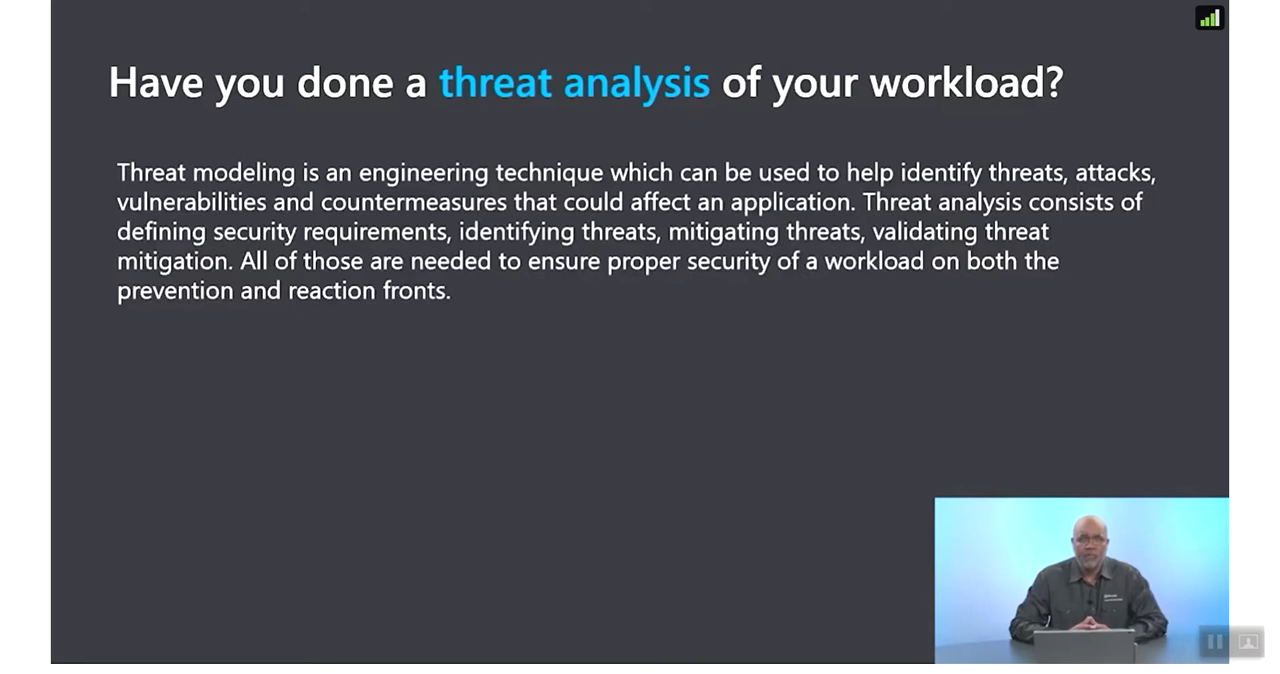 Have you done a threat analysis of your workload?
Threat modeling is an engineering technique which can be used to help identify threats, attacks,
vulnerabilities and countermeasures that could affect an application. Threat analysis consists of
defining security requirements, identifying threats, mitigating threats, validating threat
mitigation. All of those are needed to ensure proper security of a workload on both the
prevention and reaction fronts.